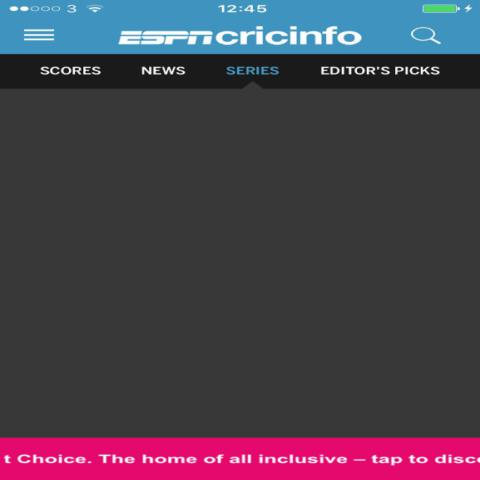 3 12:45
ESPNcricinfo
SCORES NEWS SERIES EDITOR'S PICKS
t Choice. The home of all inclusive – tap to disc